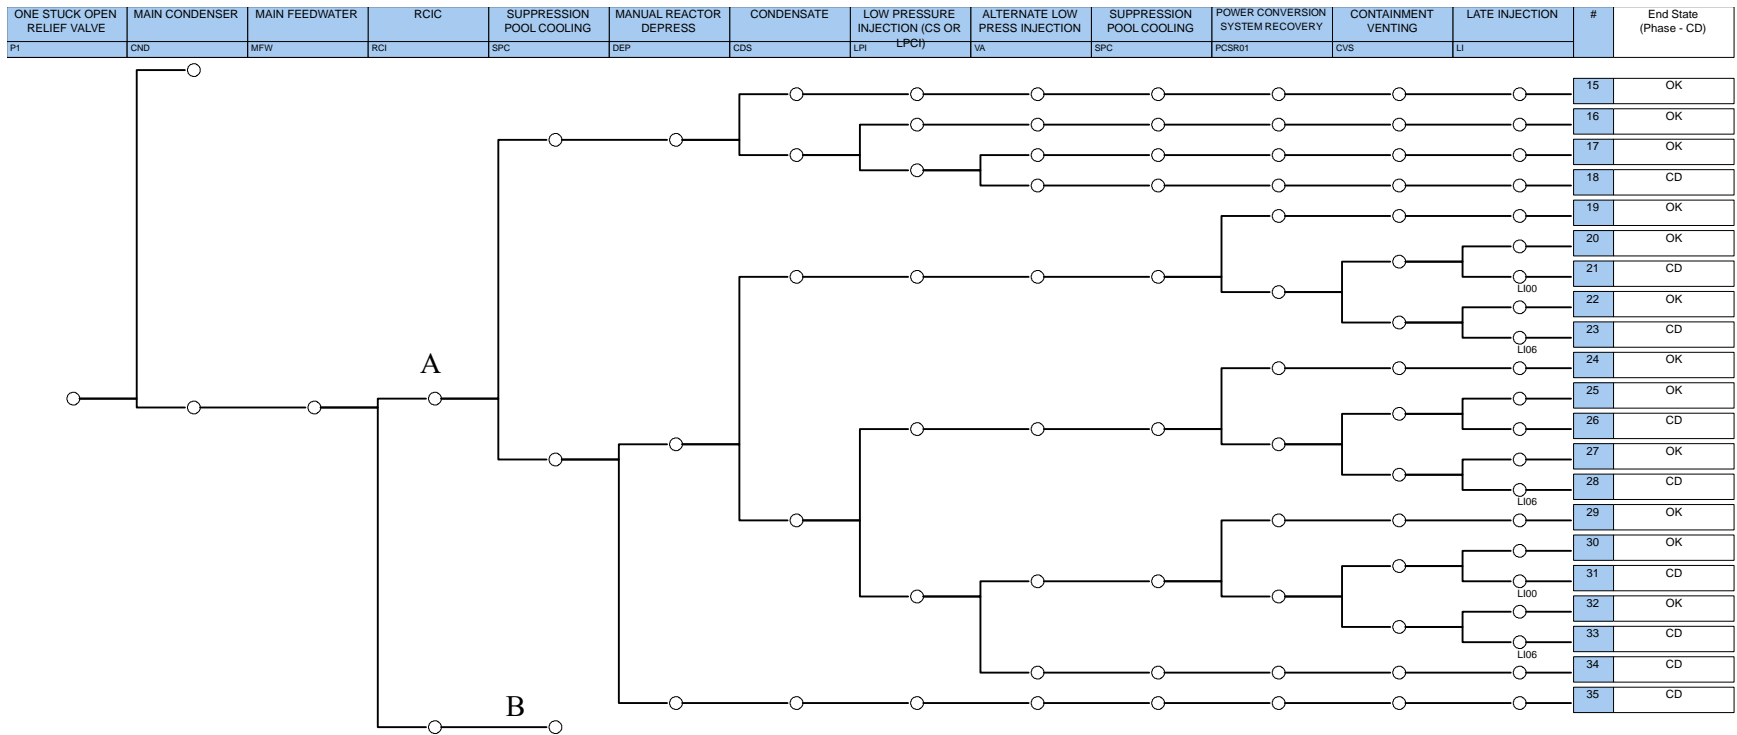 ONE STUCK OPEN
RELIEF VALVE
P1
MAIN CONDENSER
CND
MAIN FEEDWATER
MFW
RCIC
RCI
SUPPRESSION
POOL COOLING
SPC
MANUAL REACTOR
DEPRESS
DEP
CONDENSATE
CDS
LOW PRESSURE
INJECTION (CS OR
LPCI)
LPI
ALTERNATE LOW
PRESS INJECTION
VA
SUPPRESSION
POOL COOLING
SPC
POWER CONVERSION
SYSTEM RECOVERY
PCSR01
CONTAINMENT
VENTING
CVS
LATE INJECTION
LI
#
End State
(Phase - CD)
15 OK
16 OK
17 OK
18 CD
19 OK
20 OK
21 CD
LI00
22 OK
23 CD
LI06
24 OK
A
25 OK
26 CD
27 OK
28 CD
LI06
29 OK
30 OK
31 CD
LI00
32 OK
33 CD
LI06
34 CD
35 CD
B